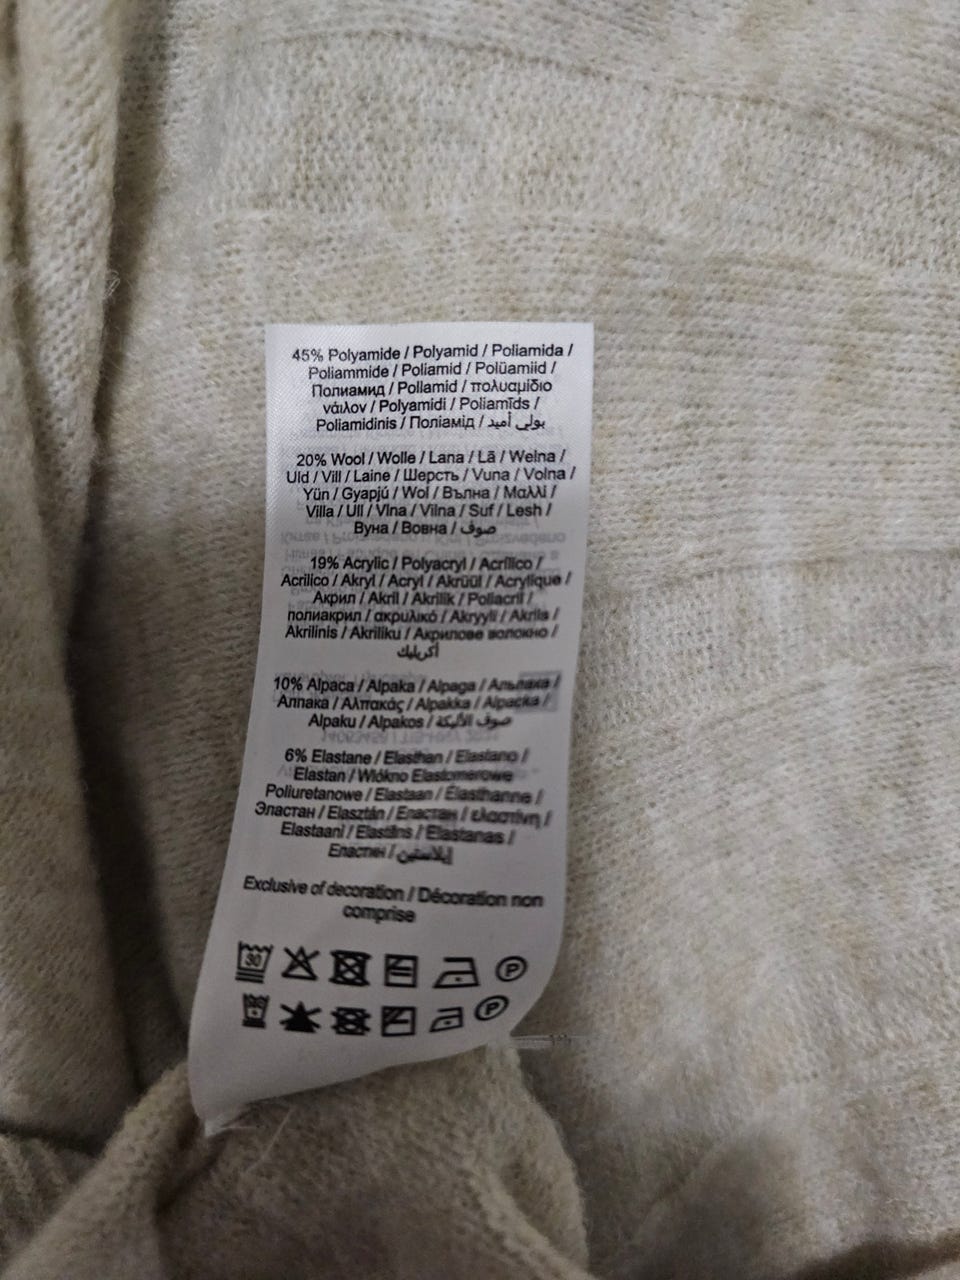 45% Polyamide / Polyamid / Poliamida /
Poliammide / Poliamid / Polüamiid /
Полиамид / Poliamid / πολυαμίδιο
νάιλον / Polyamidi / Poliamīds /
Poliamidinis / Поліамід / بولي أميد
20% Wool / Wolle / Lana / Lã / Wełna /
Uld / Vill / Laine / Шерсть / Vuna / Volna /
Yün / Gyapjú / Wol / Вълна / Μαλλί /
Villa / Ull / Vlna / Vilna / Suf / Lesh /
Вуна / Вовна / صوف
19% Acrylic / Polyacryl / Acrílico /
Acrilico / Akryl / Acryl / Akrüül / Acrylique /
Акрил / Akril / Akrilik / Poliacril /
полиакрил / ακρυλικό / Akryyli / Akrils /
Akrilinis / Akriliku / Акрилове волокно /
أكريليك
10% Alpaca / Alpaka / Alpaga / Альпака /
Алпака / Αλπακάς / Alpakka / Alpacka /
Alpaku / Alpakos / صوف الأليكة
6% Elastane / Elasthan / Elastano /
Elastan / Włókno Elastomerowe
Poliuretanowe / Elastaan / Élasthanne /
Эластан / Elasztán / Еластан / ελαστίνη /
Elastaani / Elastāns / Elastanas /
Еластин / إيلاستين
Exclusive of decoration / Décoration non
comprise
30
P
P